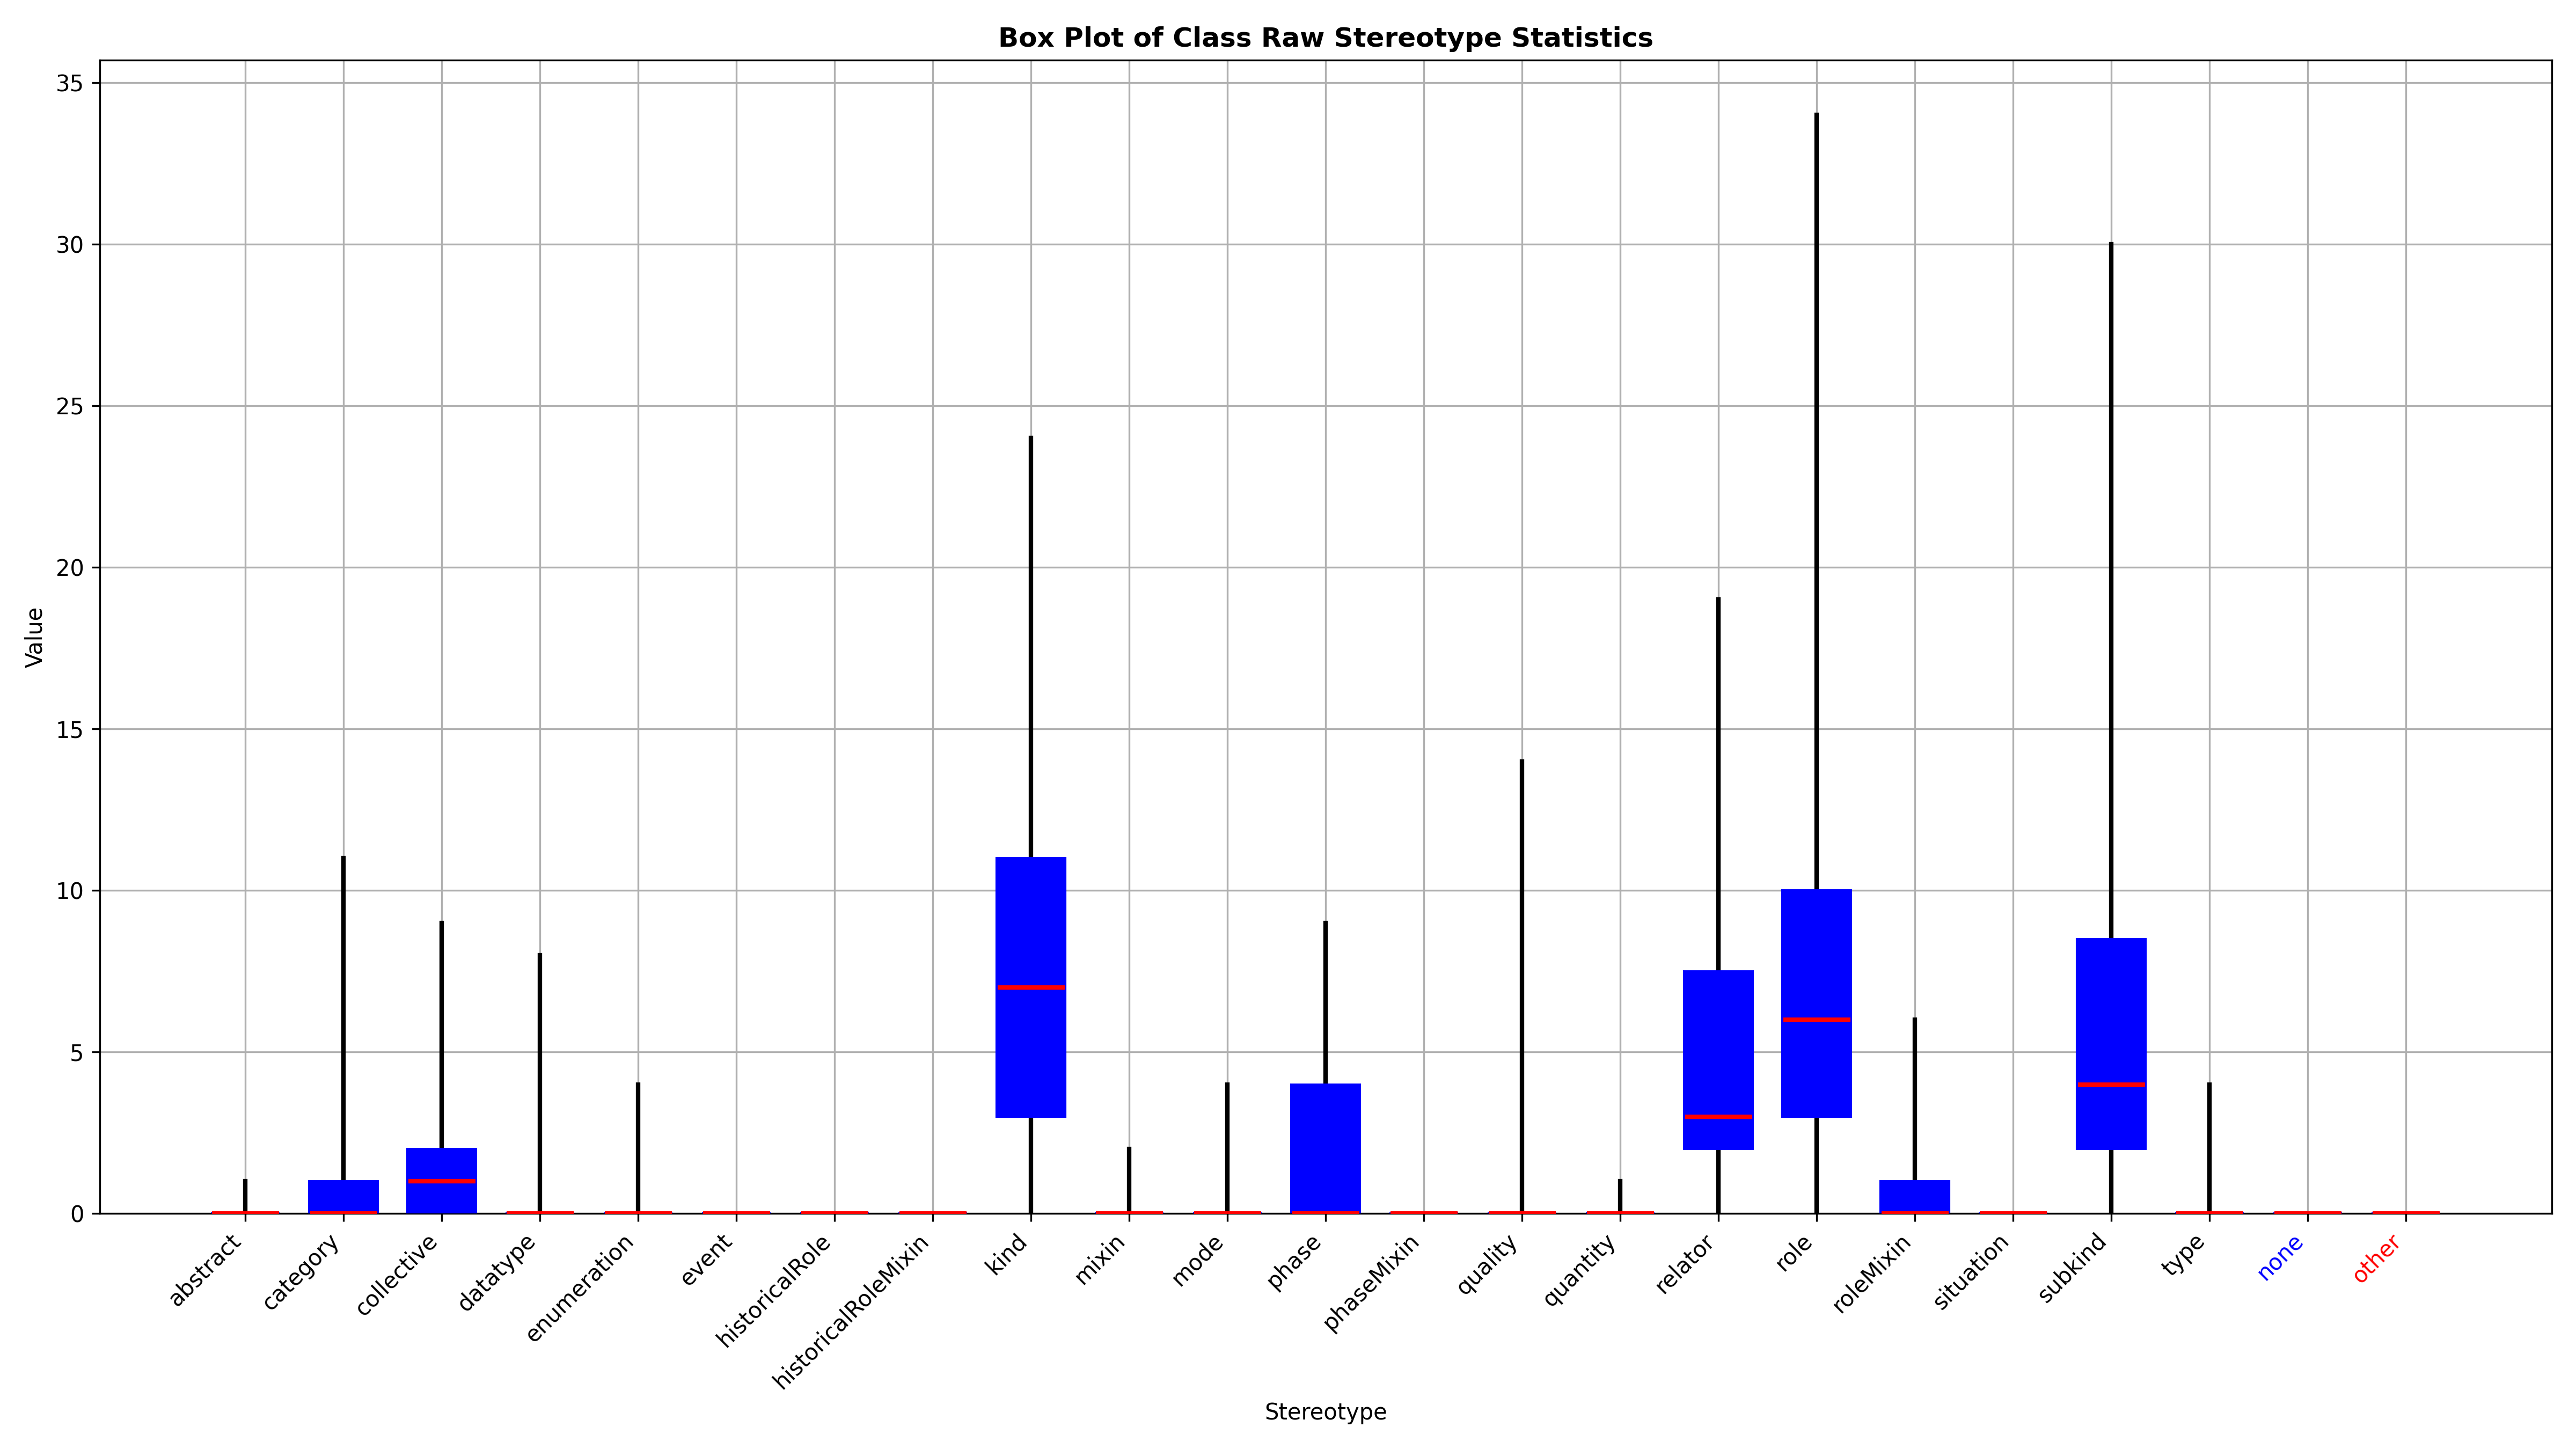 Box Plot of Class Raw Stereotype Statistics
35
30
25
20
15
10
5
0
Value
abstract
category
collective
datatype
enumeration
event
historicalRole
historicalRoleMixin
kind
mixin
mode
phase
phaseMixin
quality
quantity
relator
role
roleMixin
situation
subkind
type
none
other
Stereotype